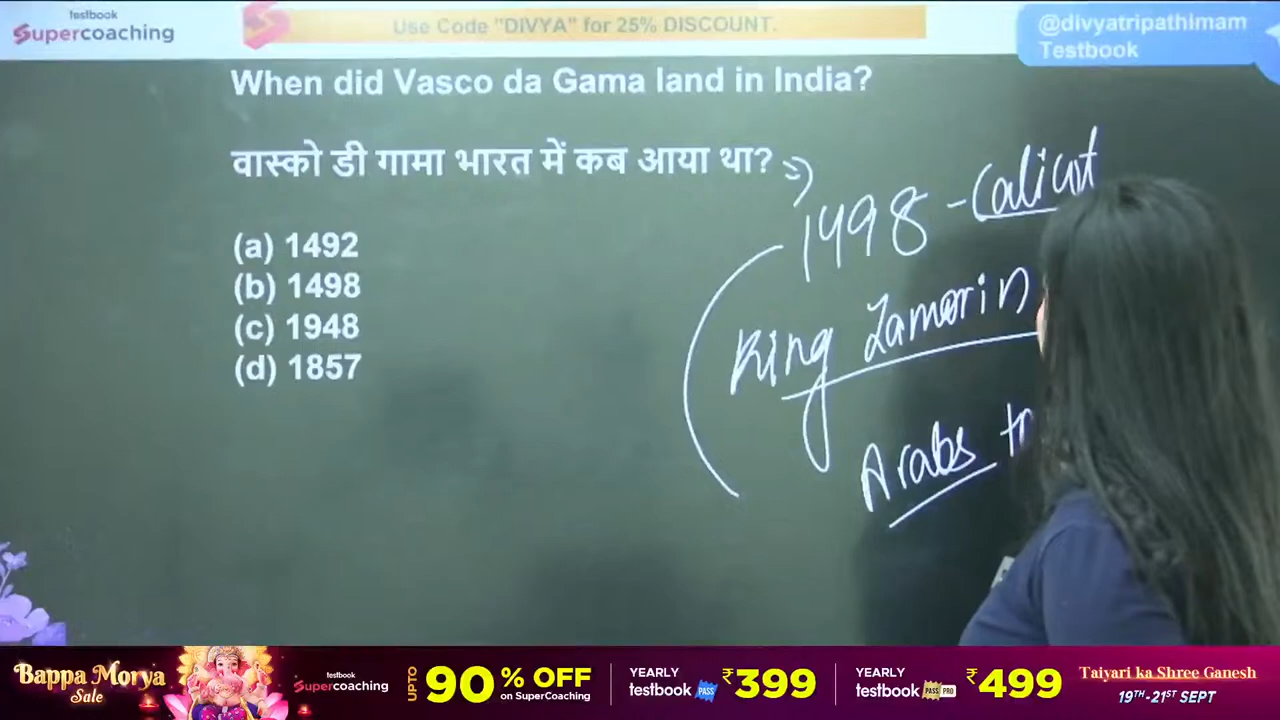 testbook
Supercoaching
Use Code "DIVYA" for 25% DISCOUNT.
@divyatripathimam
Testbook
When did Vasco da Gama land in India?
वास्को डी गामा भारत में कब आया था?
1498 - Calicut
(a) 1492
(b) 1498
(c) 1948
(d) 1857
King Zamorin
Arabs
Bappa Morya
Sale
testbook
Supercoaching
UPTO 90% OFF
on SuperCoaching
YEARLY
testbook PASS
₹399
YEARLY
testbook PASS PRO
₹499
Taiyari ka Shree Ganesh
19TH-21ST SEPT